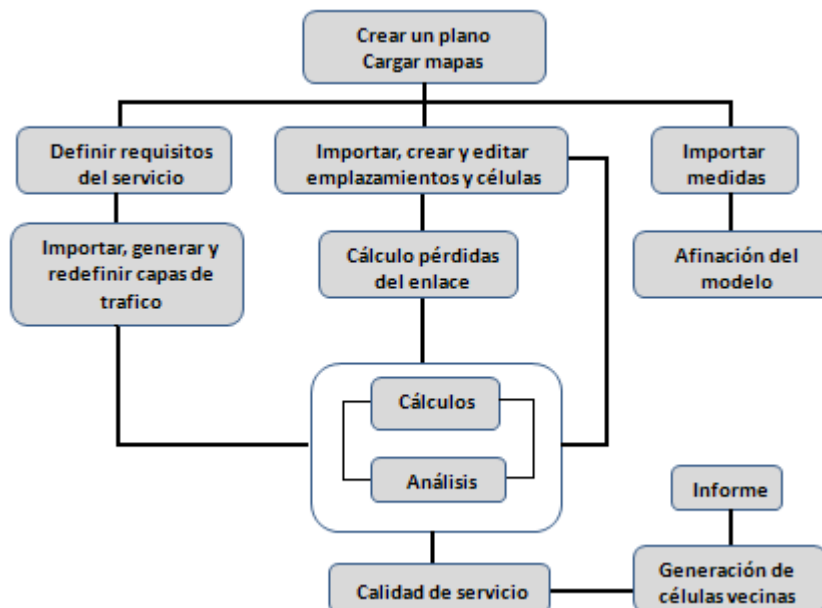 Crear un plano
Cargar mapas
Definir requisitos
del servicio
Importar, crear y editar
emplazamientos y células
Importar
medidas
Importar, generar y
redefinir capas de
trafico
Cálculo pérdidas
del enlace
Afinación del
modelo
Cálculos
Análisis
Informe
Calidad de servicio
Generación de
células vecinas